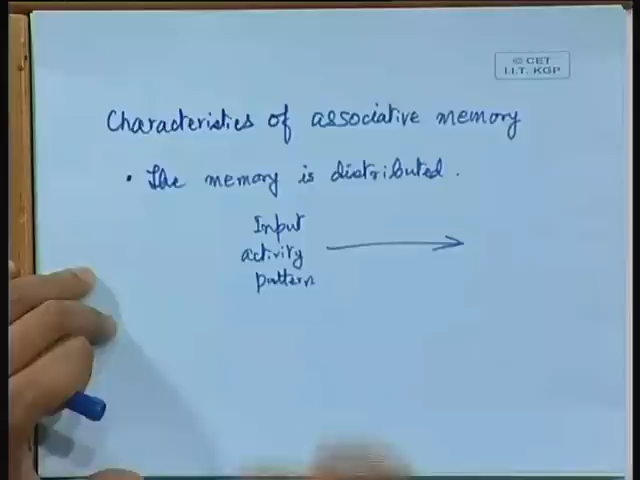 © CET
I.I.T. KGP
Characteristics of associative memory
• The memory is distributed.
Input
activity
pattern